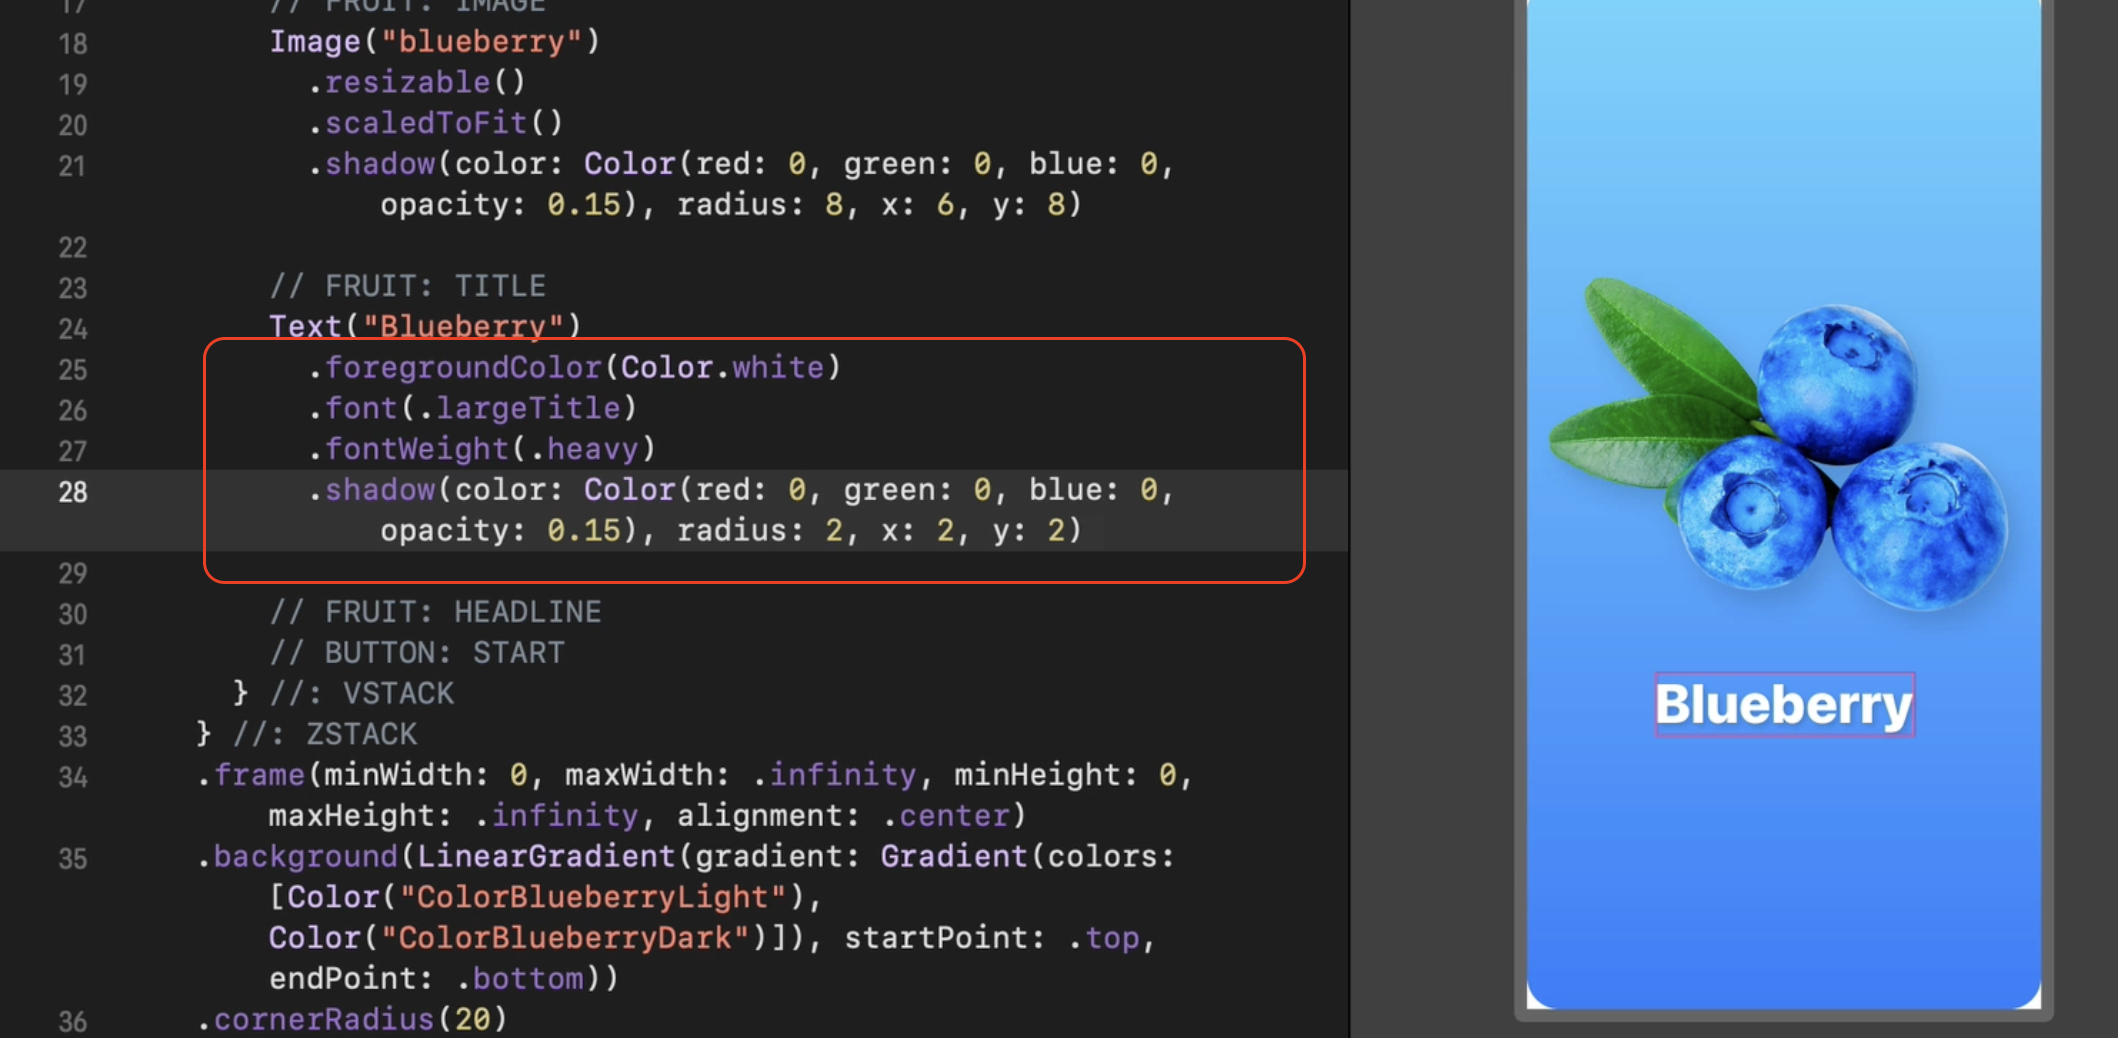 17 // FRUIT: IMAGE
18 Image("blueberry")
19 .resizable()
20 .scaledToFit()
21 .shadow(color: Color(red: 0, green: 0, blue: 0,
opacity: 0.15), radius: 8, x: 6, y: 8)
22
23 // FRUIT: TITLE
24 Text("Blueberry")
25 .foregroundColor(Color.white)
26 .font(.largeTitle)
27 .fontWeight(.heavy)
28 .shadow(color: Color(red: 0, green: 0, blue: 0,
opacity: 0.15), radius: 2, x: 2, y: 2)
29
30 // FRUIT: HEADLINE
31 // BUTTON: START
32 } //: VSTACK
33 } //: ZSTACK
34 .frame(minWidth: 0, maxWidth: .infinity, minHeight: 0,
maxHeight: .infinity, alignment: .center)
35 .background(LinearGradient(gradient: Gradient(colors:
[Color("ColorBlueberryLight"),
Color("ColorBlueberryDark")]), startPoint: .top,
endPoint: .bottom))
36 .cornerRadius(20)
Blueberry